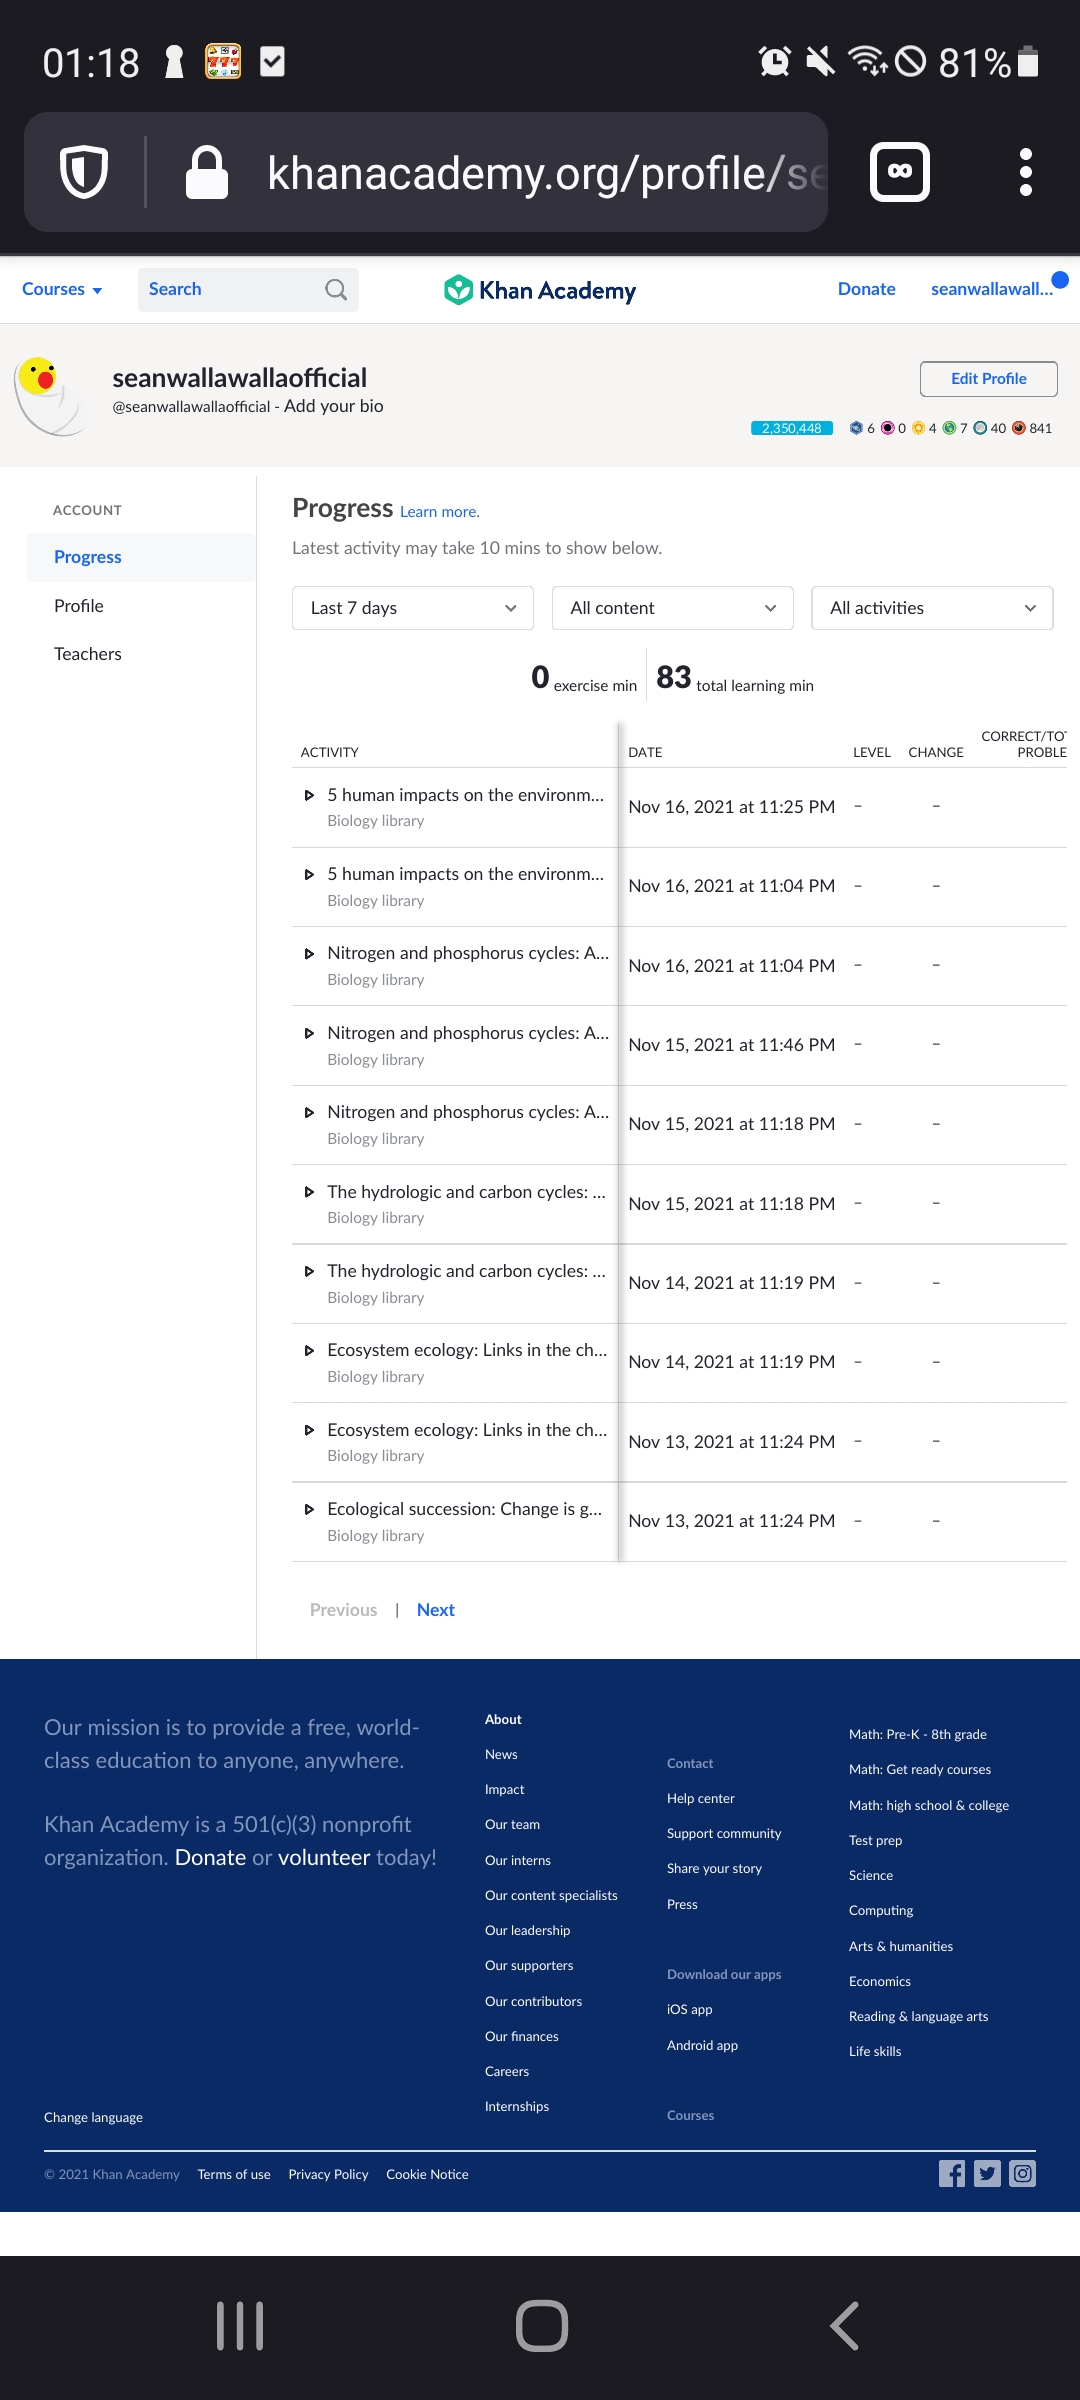 01:18
81%
khanacademy.org/profile/se
Courses
Search
Khan Academy
Donate
seanwallawall...
seanwallawallaofficial
@seanwallawallaofficial - Add your bio
Edit Profile
2,350,448 6 0 4 7 40 841
ACCOUNT
Progress
Profile
Teachers
Progress Learn more.
Latest activity may take 10 mins to show below.
Last 7 days
All content
All activities
0 exercise min
83 total learning min
ACTIVITY DATE LEVEL CHANGE CORRECT/TOT
PROBLE
5 human impacts on the environm... Nov 16, 2021 at 11:25 PM – –
Biology library
5 human impacts on the environm... Nov 16, 2021 at 11:04 PM – –
Biology library
Nitrogen and phosphorus cycles: A... Nov 16, 2021 at 11:04 PM – –
Biology library
Nitrogen and phosphorus cycles: A... Nov 15, 2021 at 11:46 PM – –
Biology library
Nitrogen and phosphorus cycles: A... Nov 15, 2021 at 11:18 PM – –
Biology library
The hydrologic and carbon cycles: ... Nov 15, 2021 at 11:18 PM – –
Biology library
The hydrologic and carbon cycles: ... Nov 14, 2021 at 11:19 PM – –
Biology library
Ecosystem ecology: Links in the ch... Nov 14, 2021 at 11:19 PM – –
Biology library
Ecosystem ecology: Links in the ch... Nov 13, 2021 at 11:24 PM – –
Biology library
Ecological succession: Change is g... Nov 13, 2021 at 11:24 PM – –
Biology library
Previous | Next
Our mission is to provide a free, world-
class education to anyone, anywhere.
Khan Academy is a 501(c)(3) nonprofit
organization. Donate or volunteer today!
About
News
Impact
Our team
Our interns
Our content specialists
Our leadership
Our supporters
Our contributors
Our finances
Careers
Internships
Contact
Help center
Support community
Share your story
Press
Download our apps
iOS app
Android app
Courses
Math: Pre-K - 8th grade
Math: Get ready courses
Math: high school & college
Test prep
Science
Computing
Arts & humanities
Economics
Reading & language arts
Life skills
Change language
© 2021 Khan Academy Terms of use Privacy Policy Cookie Notice